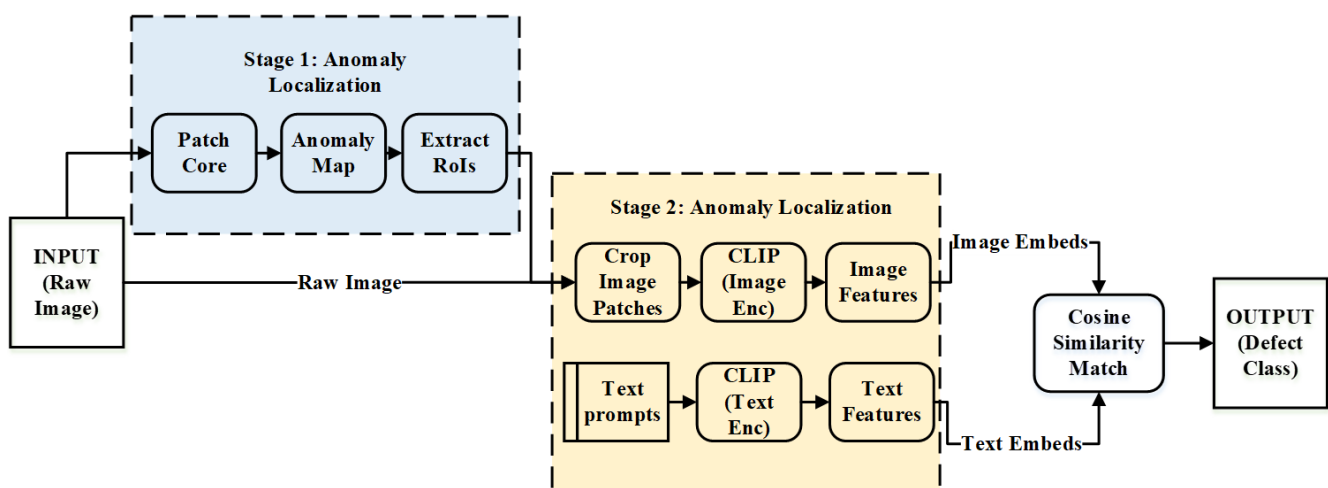 Stage 1: Anomaly
Localization
Patch
Core
Anomaly
Map
Extract
RoIs
INPUT
(Raw
Image)
Raw Image
Stage 2: Anomaly Localization
Crop
Image
Patches
CLIP
(Image
Enc)
Image
Features
Image Embeds
Text
prompts
CLIP
(Text
Enc)
Text
Features
Text Embeds
Cosine
Similarity
Match
OUTPUT
(Defect
Class)